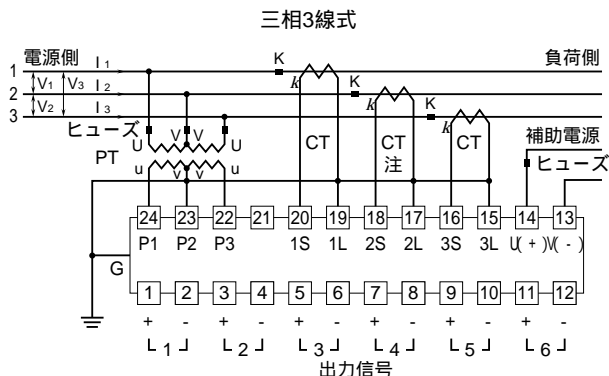 三相3線式
電源側 I1 K 負荷側
1 V1 V3 I2 k K
2 V2 I3 k K
3 ヒューズ k
U V V U CT CT CT 補助電源
PT 注 ヒューズ
u v v u
24 23 22 21 20 19 18 17 16 15 14 13
P1 P2 P3 1S 1L 2S 2L 3S 3L U(+) V(-)
G
1 2 3 4 5 6 7 8 9 10 11 12
+ - + - + - + - + - + -
1 2 3 4 5 6
出力信号